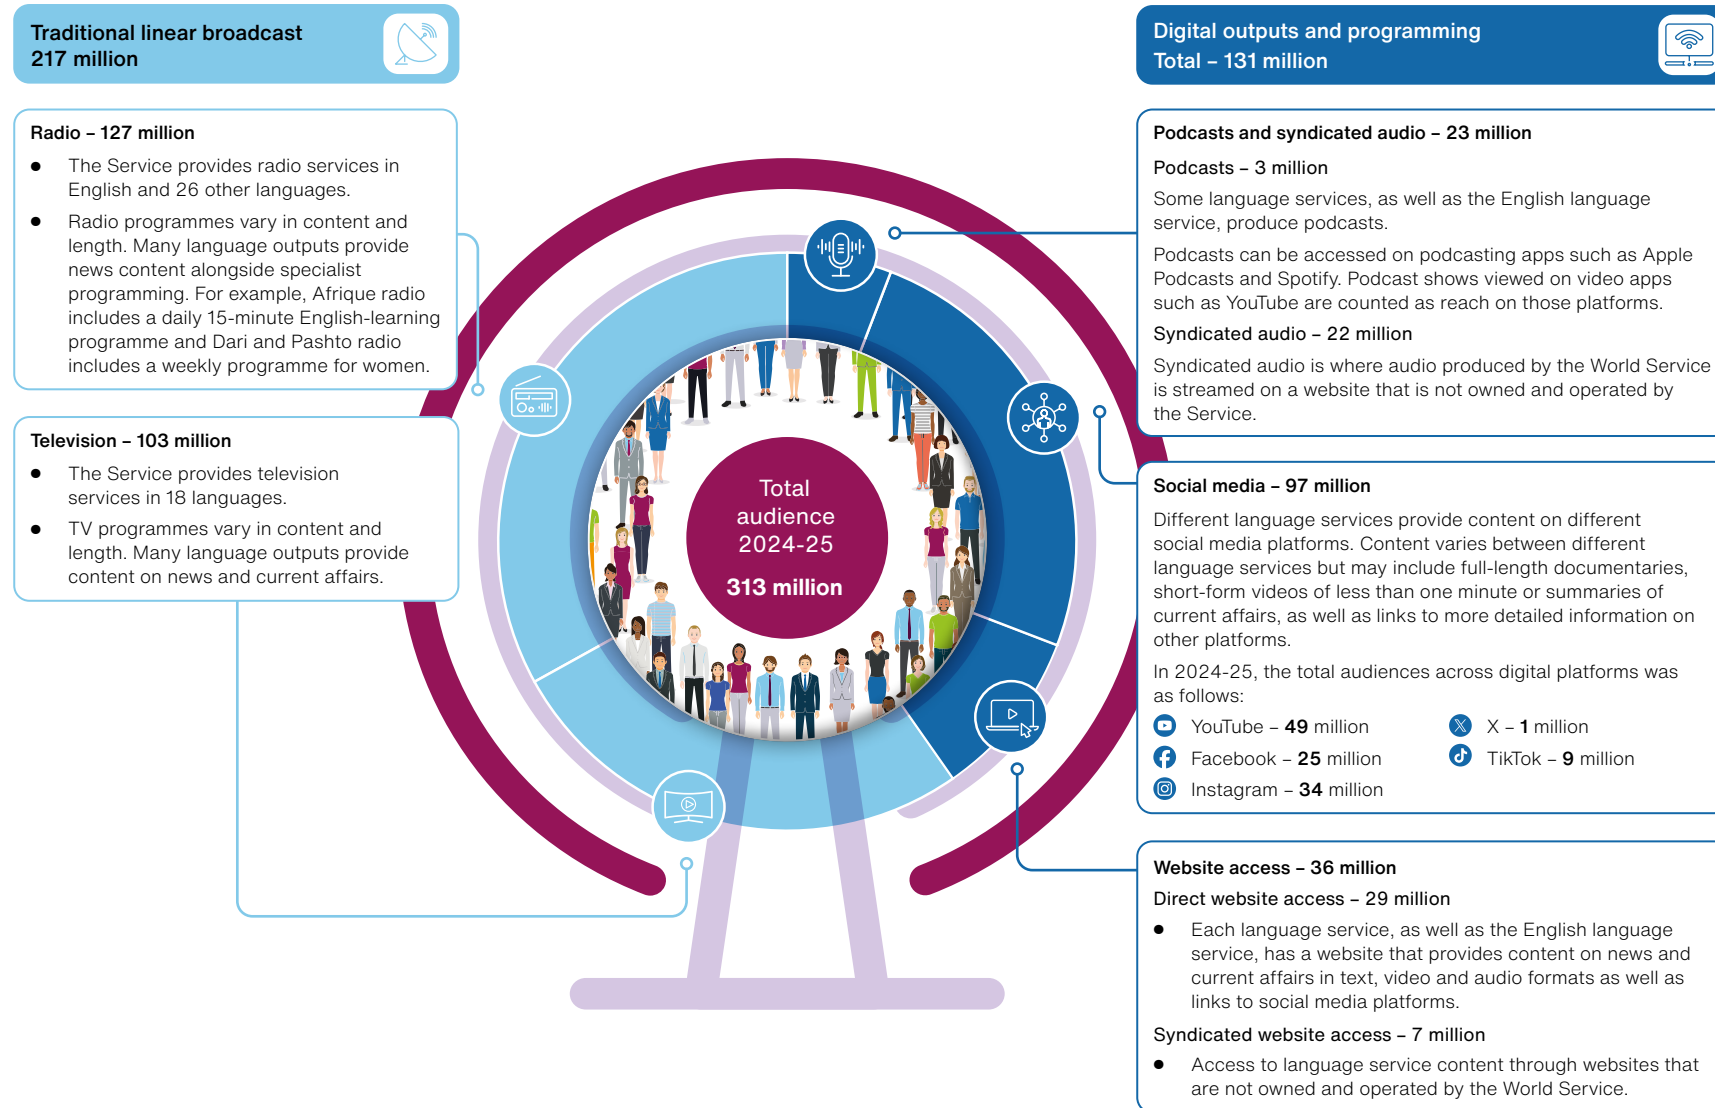 Traditional linear broadcast
217 million
Radio – 127 million
● The Service provides radio services in
English and 26 other languages.
● Radio programmes vary in content and
length. Many language outputs provide
news content alongside specialist
programming. For example, Afrique radio
includes a daily 15-minute English-learning
programme and Dari and Pashto radio
includes a weekly programme for women.
Television – 103 million
● The Service provides television
services in 18 languages.
● TV programmes vary in content and
length. Many language outputs provide
content on news and current affairs.
Total
audience
2024-25
313 million
Digital outputs and programming
Total – 131 million
Podcasts and syndicated audio – 23 million
Podcasts – 3 million
Some language services, as well as the English language
service, produce podcasts.
Podcasts can be accessed on podcasting apps such as Apple
Podcasts and Spotify. Podcast shows viewed on video apps
such as YouTube are counted as reach on those platforms.
Syndicated audio – 22 million
Syndicated audio is where audio produced by the World Service
is streamed on a website that is not owned and operated by
the Service.
Social media – 97 million
Different language services provide content on different
social media platforms. Content varies between different
language services but may include full-length documentaries,
short-form videos of less than one minute or summaries of
current affairs, as well as links to more detailed information on
other platforms.
In 2024-25, the total audiences across digital platforms was
as follows:
YouTube – 49 million
X – 1 million
Facebook – 25 million
TikTok – 9 million
Instagram – 34 million
Website access – 36 million
Direct website access – 29 million
● Each language service, as well as the English language
service, has a website that provides content on news and
current affairs in text, video and audio formats as well as
links to social media platforms.
Syndicated website access – 7 million
● Access to language service content through websites that
are not owned and operated by the World Service.